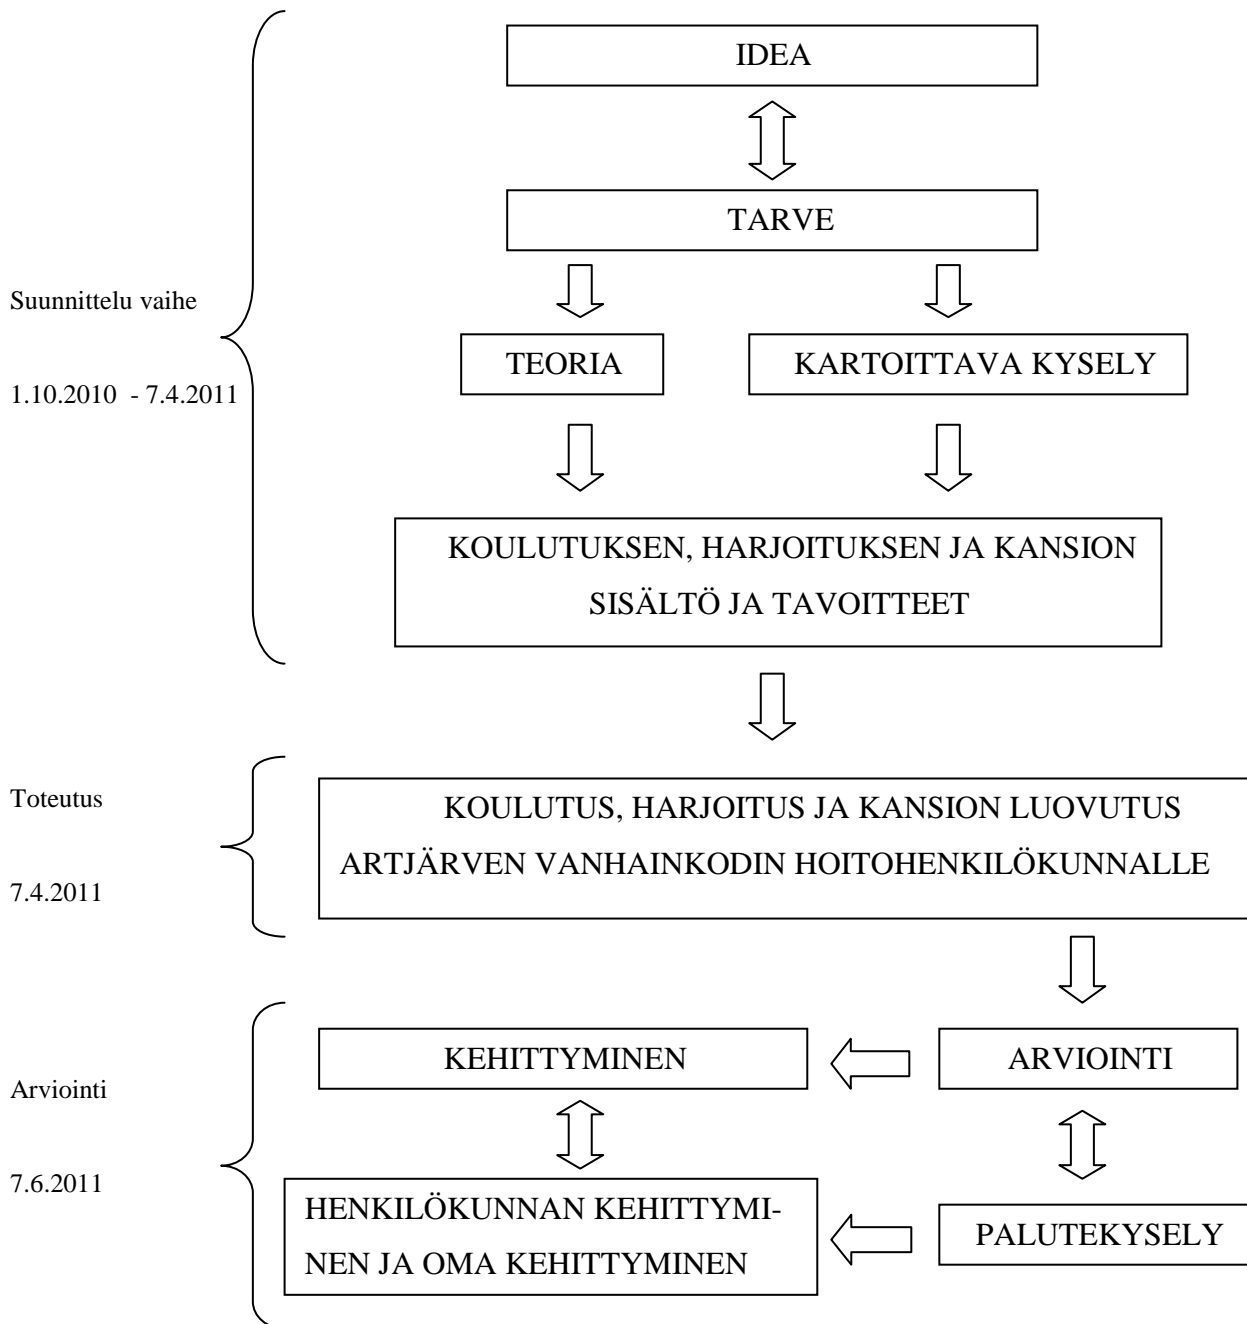 IDEA
TARVE
Suunnittelu vaihe
1.10.2010 - 7.4.2011
TEORIA
KARTOITTAVA KYSELY
KOULUTUKSEN, HARJOITUKSEN JA KANSION
SISÄLTÖ JA TAVOITTEET
Toteutus
7.4.2011
KOULUTUS, HARJOITUS JA KANSION LUOVUTUS
ARTJÄRVEN VANHAINKODIN HOITOHENKILÖKUNNALLE
Arviointi
7.6.2011
KEHITTYMINEN
ARVIOINTI
HENKILÖKUNNAN KEHITTYMI-
NEN JA OMA KEHITTYMINEN
PALUTEKYSELY